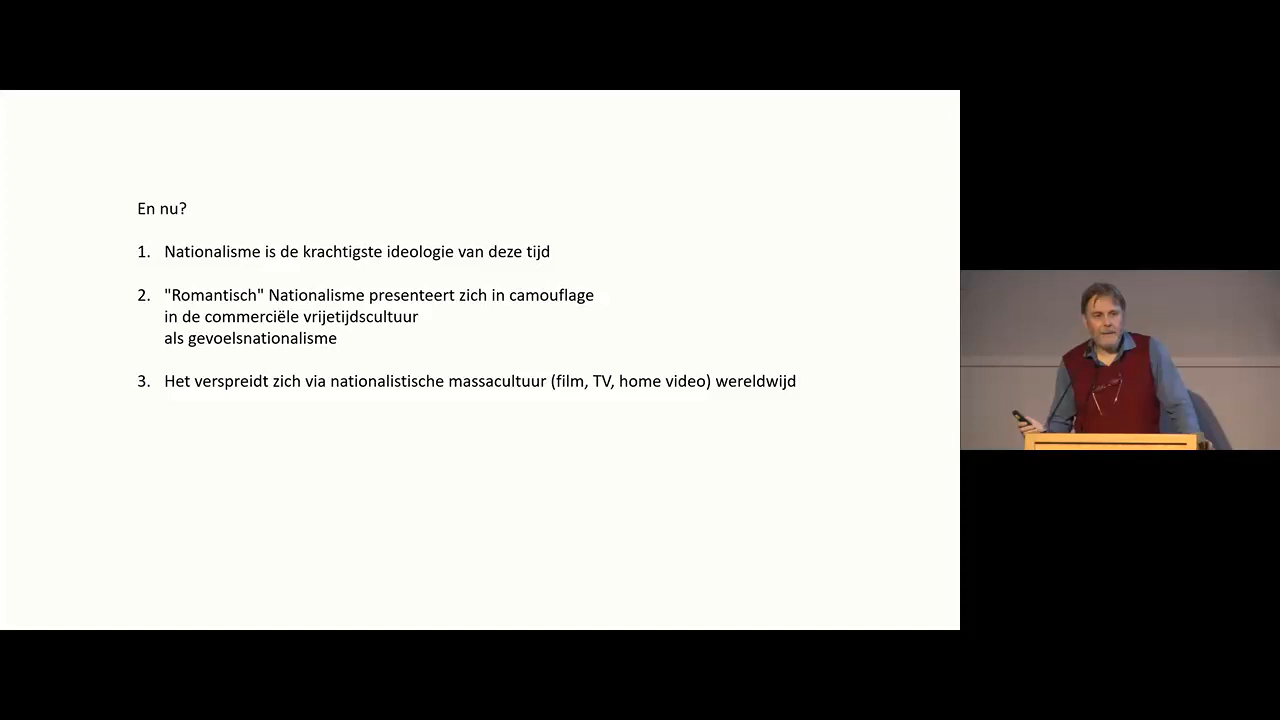 En nu?
1. Nationalisme is de krachtigste ideologie van deze tijd
2. "Romantisch" Nationalisme presenteert zich in camouflage
in de commerciële vrijetijdscultuur
als gevoelsnationalisme
3. Het verspreidt zich via nationalistische massacultuur (film, TV, home video) wereldwijd